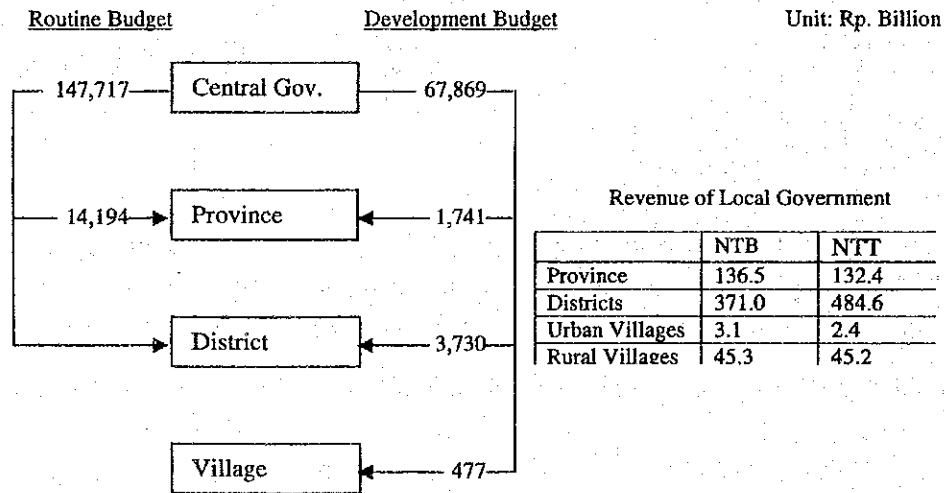 Routine Budget Development Budget Unit: Rp. Billion
147,717 Central Gov. 67,869
14,194 Province 1,741
Revenue of Local Government
NTB NTT
Province 136.5 132.4
Districts 371.0 484.6
Urban Villages 3.1 2.4
Rural Villages 45.3 45.2
District 3,730
Village 477